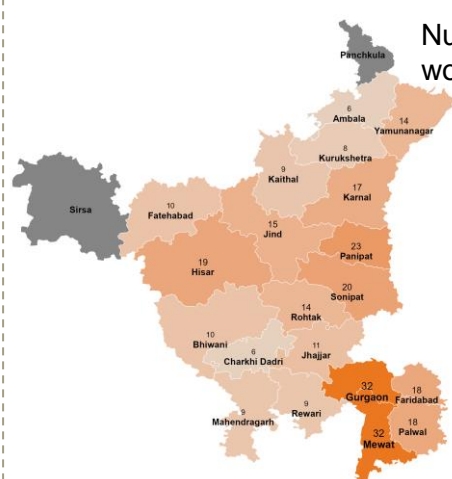 Nu
wo
Panchkula
6
Ambala
14
Yamunanagar
8
Kurukshetra
9
Kaithal
17
Karnal
Sirsa
10
Fatehabad
15
Jind
23
Panipat
19
Hisar
20
Sonipat
14
Rohtak
10
Bhiwani
11
Jhajjar
6
Charkhi Dadri
32
Gurgaon
18
Faridabad
9
Rewari
9
Mahendragarh
18
Palwal
32
Mewat